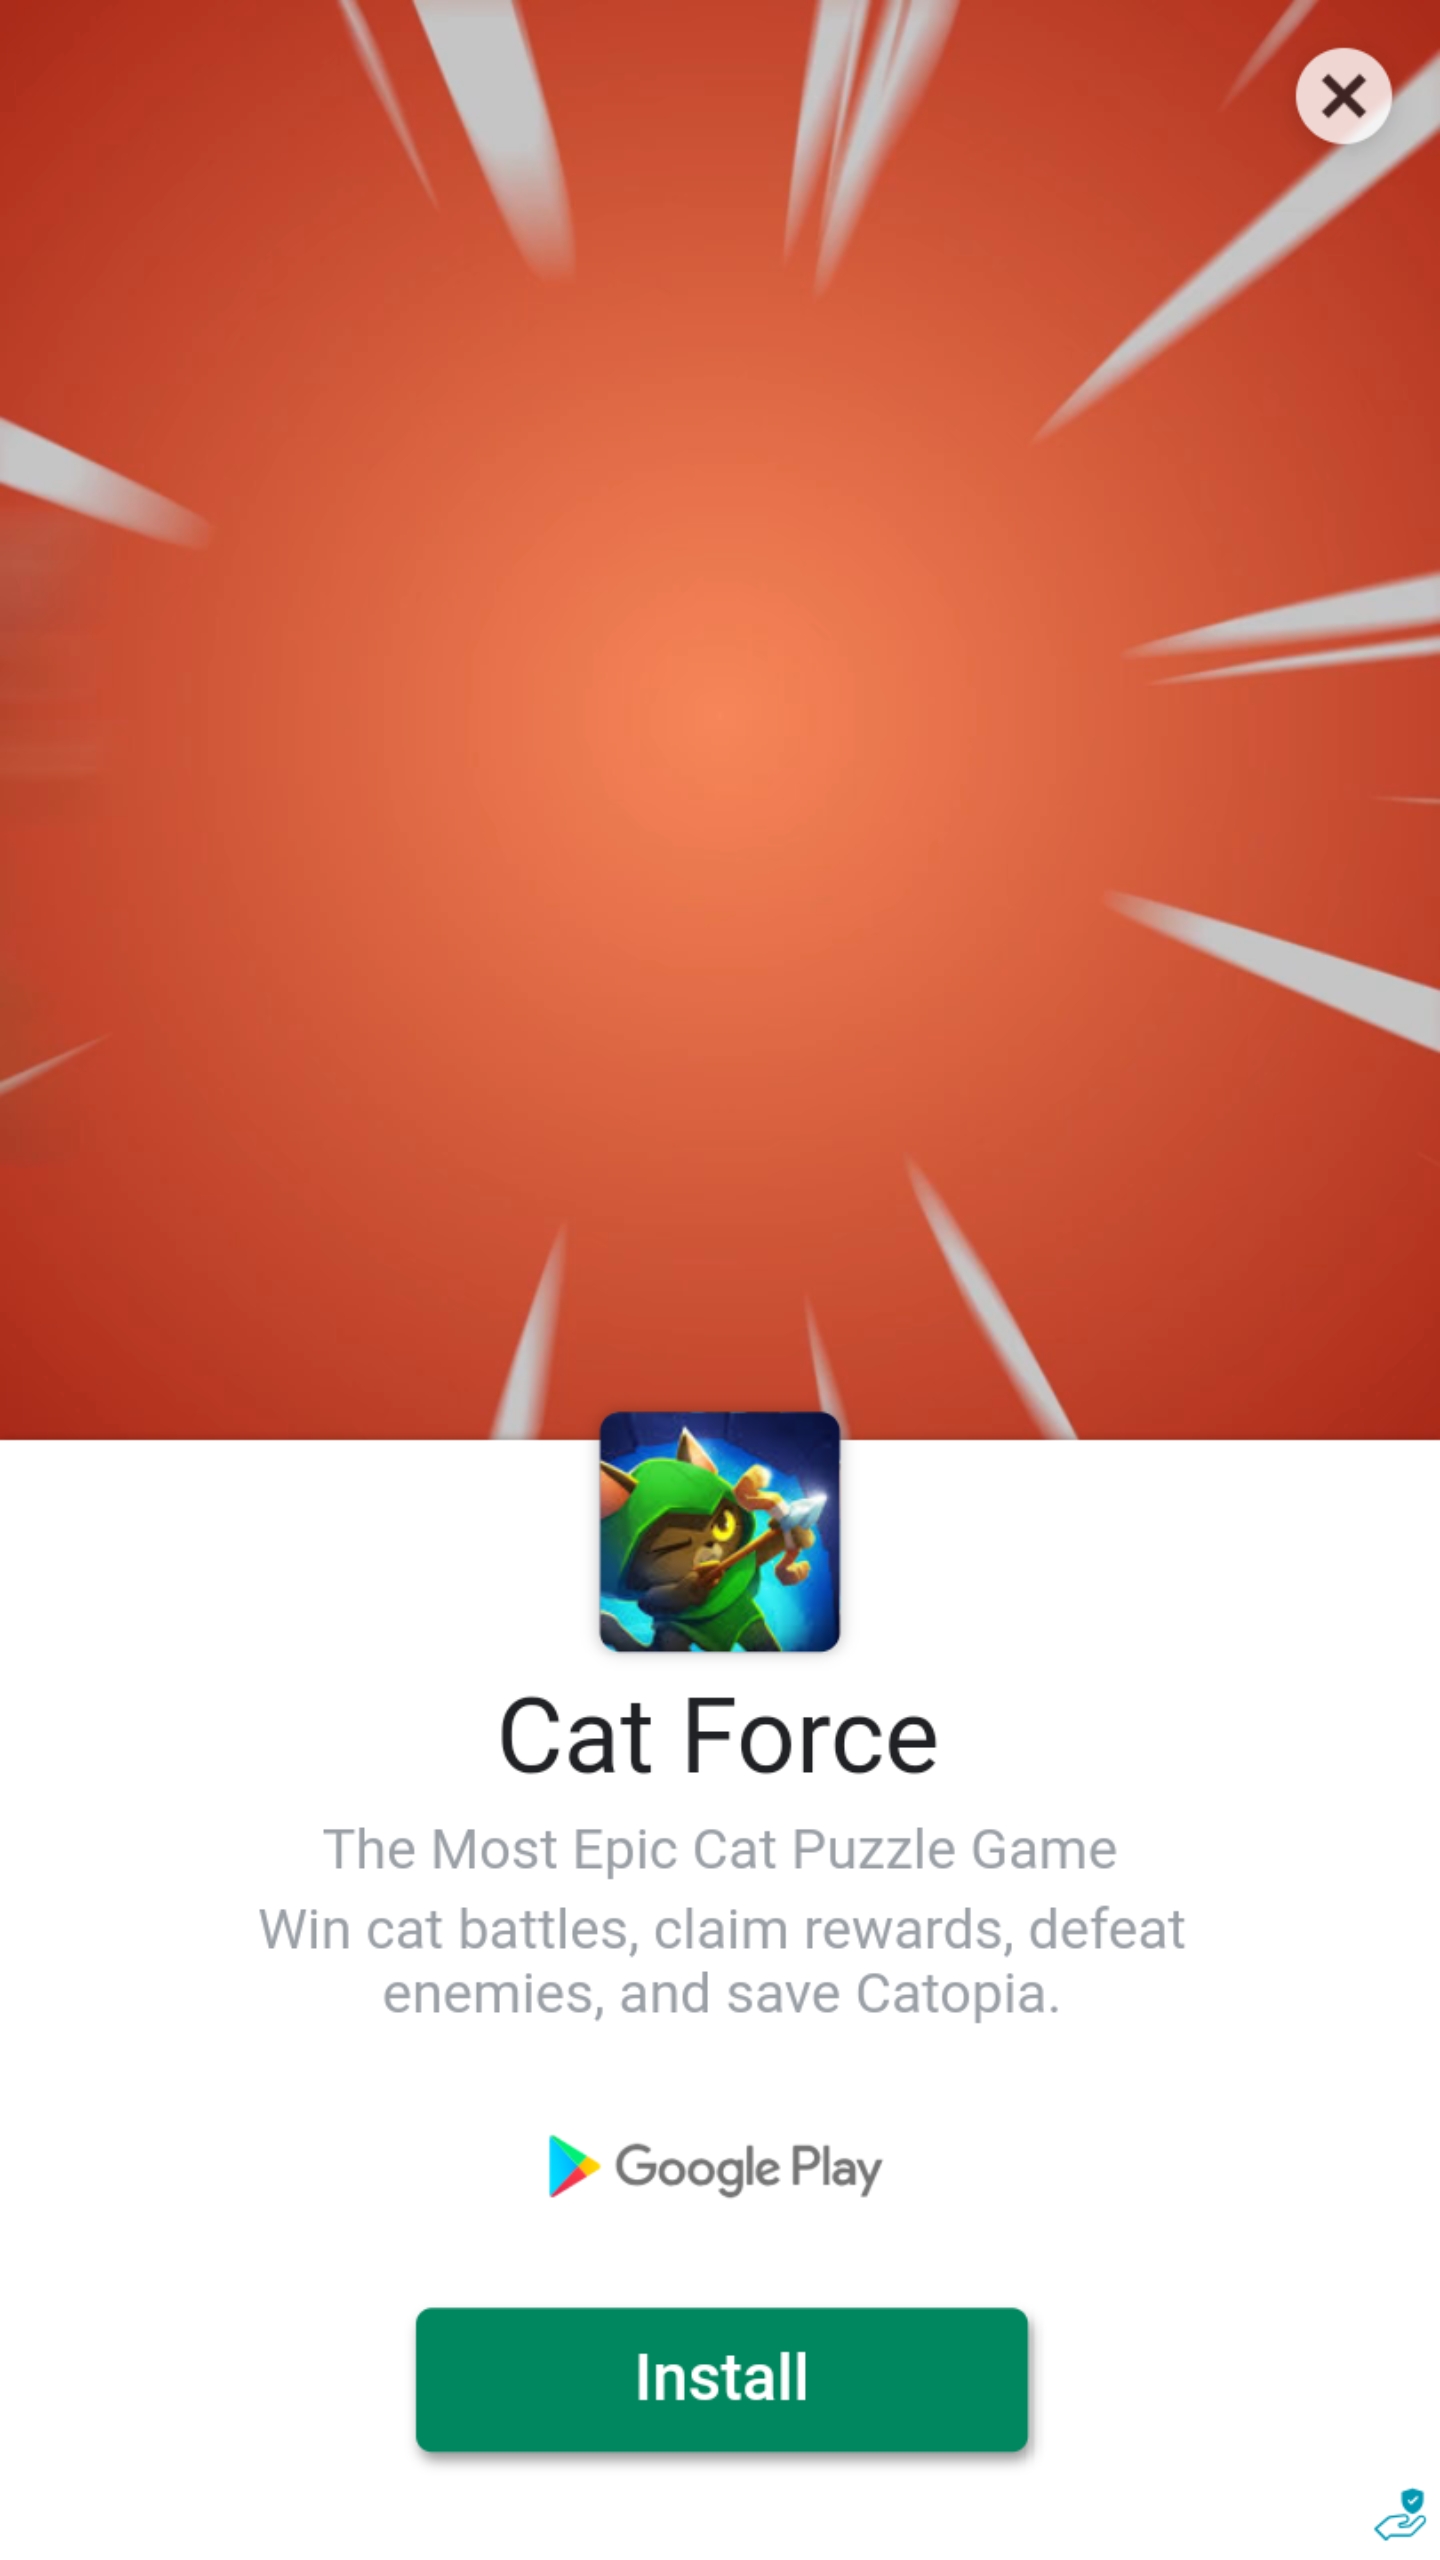 Cat Force
The Most Epic Cat Puzzle Game
Win cat battles, claim rewards, defeat
enemies, and save Catopia.
Google Play
Install